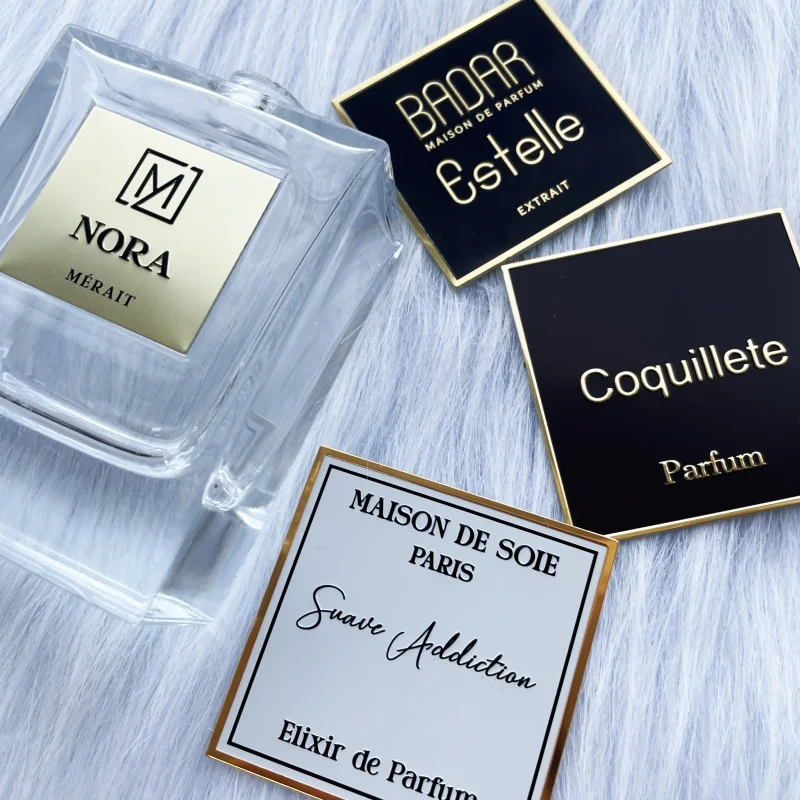 NORA
MÉRAIT
BADAR
MAISON DE PARFUM
Estelle
EXTRAIT
Coquillete
Parfum
MAISON DE SOIE
PARIS
Suave Addiction
Elixir de Parfum